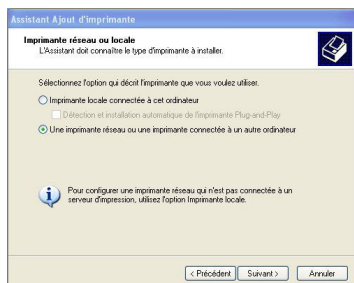 Assistant Ajout d'imprimante
Imprimante réseau ou locale
L'Assistant doit connaître le type d'imprimante à installer.
Sélectionnez l'option qui décrit l'imprimante que vous voulez utiliser.
Imprimante locale connectée à cet ordinateur
Détection et installation automatique de l'imprimante Plug-and-Play
Une imprimante réseau ou une imprimante connectée à un autre ordinateur
Pour configurer une imprimante réseau qui n'est pas connectée à un
serveur d'impression, utilisez l'option Imprimante locale.
< Précédent Suivant > Annuler